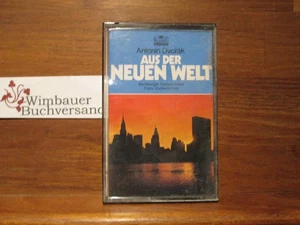 Wimbauer
Buchversand
Antonín Dvořák
AUS DER
NEUEN WELT